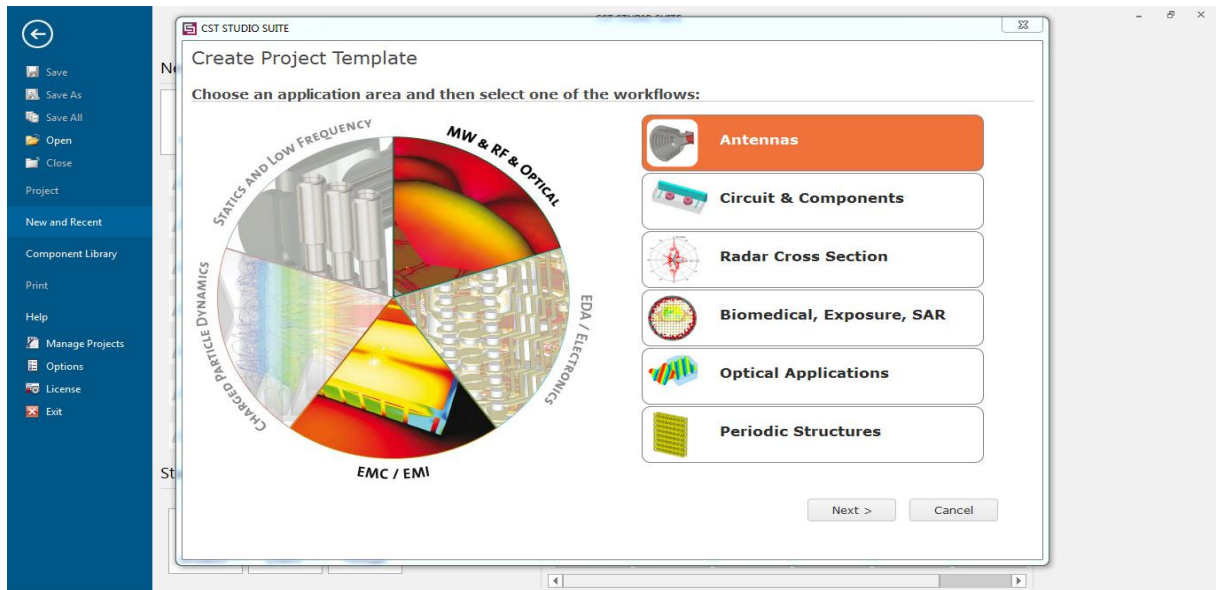 CST STUDIO SUITE
Create Project Template
Choose an application area and then select one of the workflows:
Save
Save As
Save All
Open
Close
Project
New and Recent
Component Library
Print
Help
Manage Projects
Options
License
Exit
STATICS AND LOW FREQUENCY
MW & RF & OPTICAL
EDA / ELECTRONICS
EMC / EMI
CHARGED PARTICLE DYNAMICS
Antennas
Circuit & Components
Radar Cross Section
Biomedical, Exposure, SAR
Optical Applications
Periodic Structures
Next >
Cancel